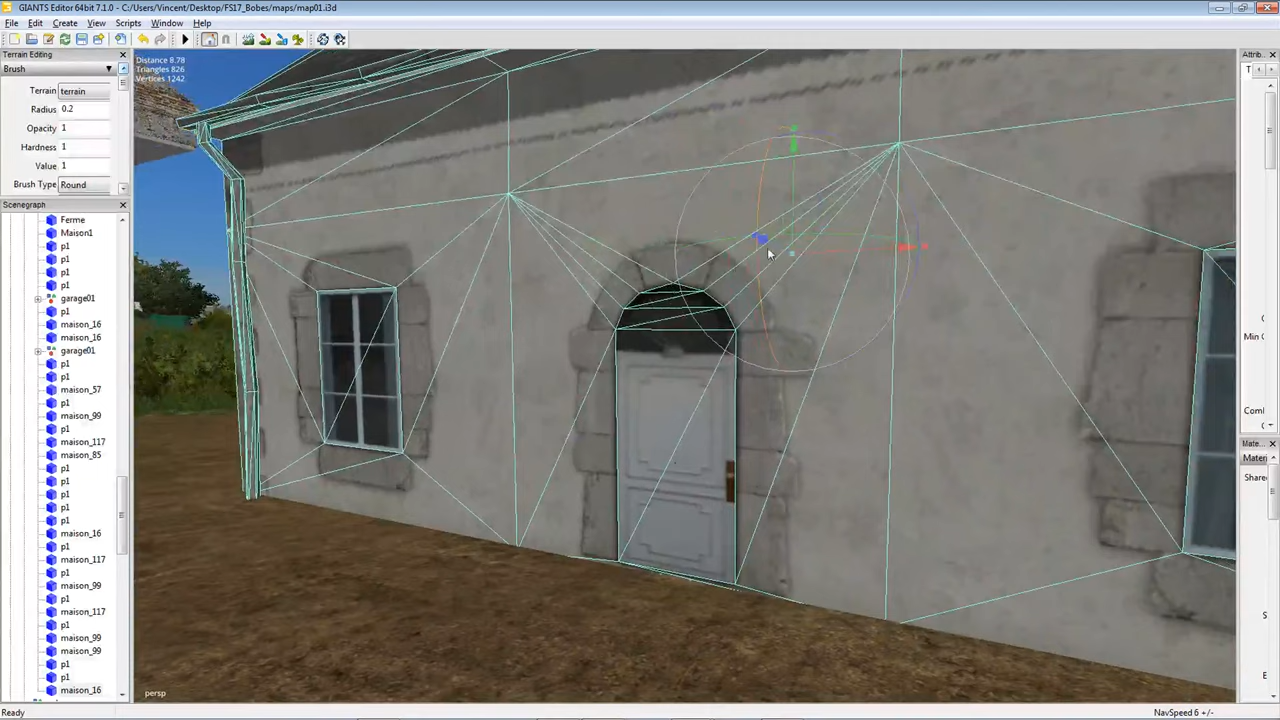 GIANTS Editor 64bit 7.1.0 - C:/Users/Vincent/Desktop/FS17_Bobes/maps/map01.i3d
File Edit Create View Scripts Window Help
Terrain Editing
Brush
Terrain terrain
Radius 0.2
Opacity 1
Hardness 1
Value 1
Brush Type Round
Scenegraph
Ferme
Maison1
p1
p1
p1
p1
garage01
p1
maison_16
maison_16
garage01
p1
p1
maison_57
p1
maison_99
p1
maison_117
maison_85
p1
p1
p1
p1
p1
maison_16
p1
maison_117
p1
maison_99
p1
maison_117
maison_99
maison_99
p1
p1
maison_16
Distance 8.78
Triangles 826
Vertices 1242
persp
Attrib
T
Min
Comb
Mate...
Materi
Share
NavSpeed 6 +/-
Ready